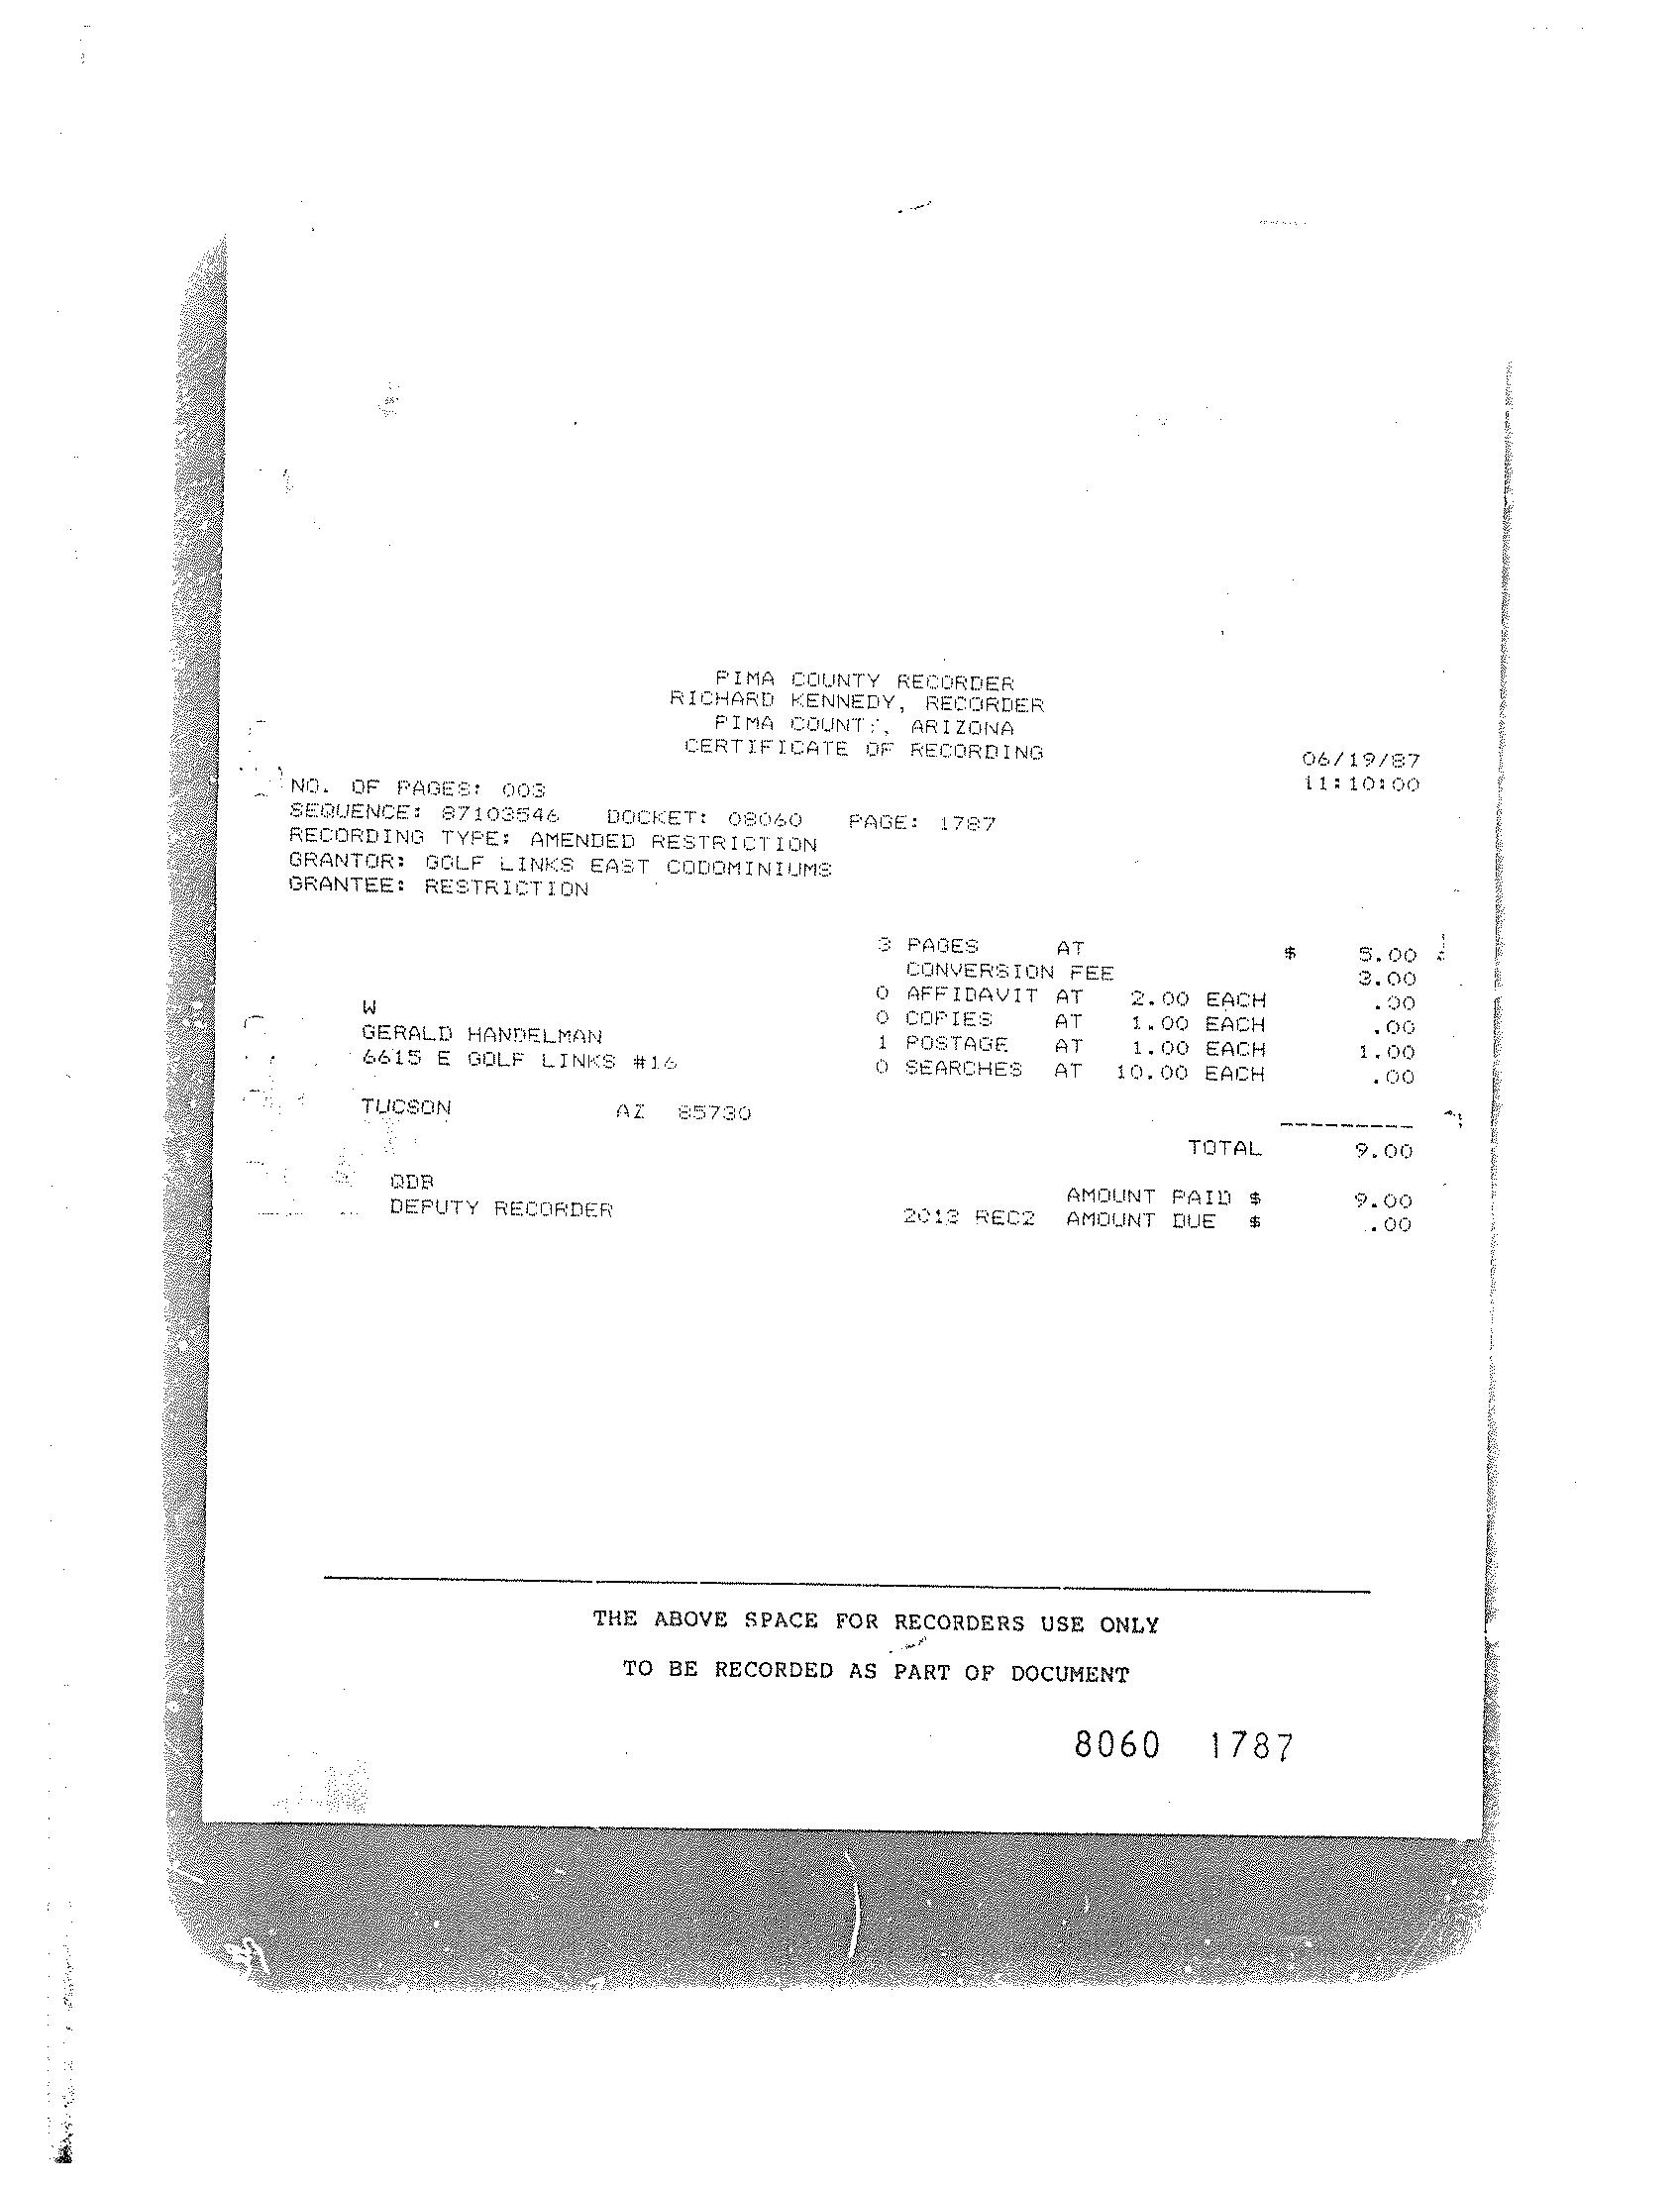 PIMA COUNTY RECORDER
RICHARD KENNEDY, RECORDER
PIMA COUNTY, ARIZONA
CERTIFICATE OF RECORDING
06/19/87
11:10:00
NO. OF PAGES: 003
SEQUENCE: 87103546 DOCKET: 08060 PAGE: 1787
RECORDING TYPE: AMENDED RESTRICTION
GRANTOR: GOLF LINKS EAST CODOMINIUMS
GRANTEE: RESTRICTION
3 PAGES AT $ 5.00
CONVERSION FEE 3.00
0 AFFIDAVIT AT 2.00 EACH .00
0 COPIES AT 1.00 EACH .00
1 POSTAGE AT 1.00 EACH 1.00
0 SEARCHES AT 10.00 EACH .00
W
GERALD HANDELMAN
6615 E GOLF LINKS #16
TUCSON AZ 85730
---------
TOTAL 9.00
DEPUTY RECORDER
AMOUNT PAID $ 9.00
2013 REC2 AMOUNT DUE $ .00
THE ABOVE SPACE FOR RECORDERS USE ONLY
TO BE RECORDED AS PART OF DOCUMENT
8060 1787